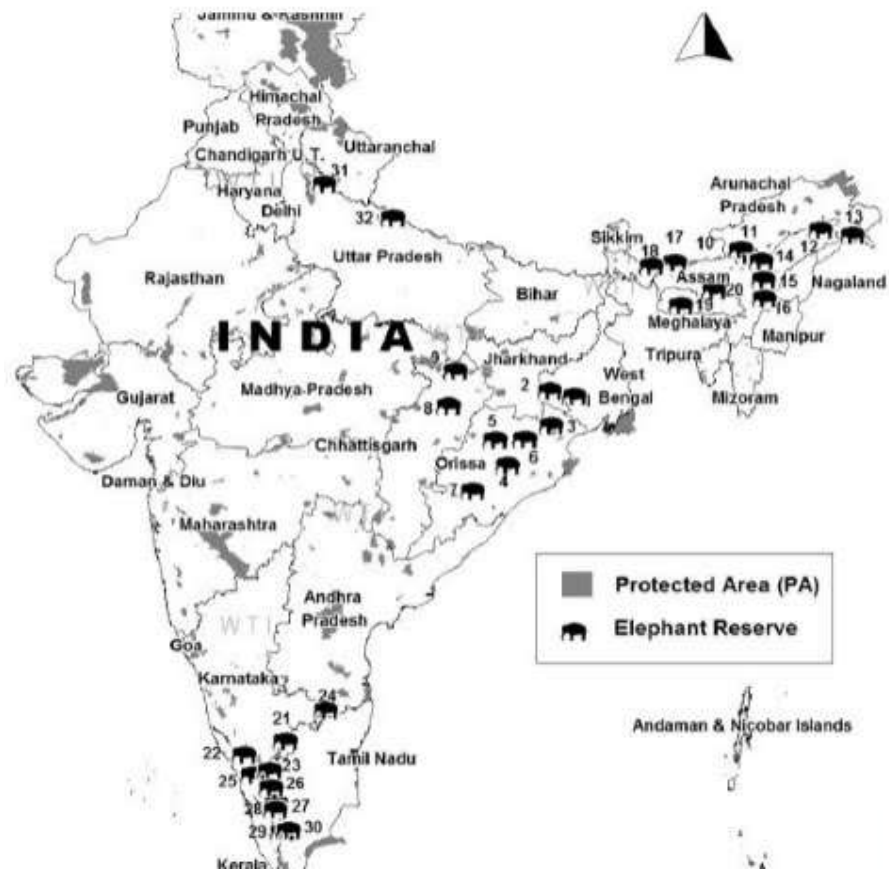 Jammu & Kashmir
Himachal
Pradesh
Punjab
Uttaranchal
Chandigarh U.T.
31
Haryana
Delhi
32
Arunachal
Pradesh
13
12
11
10
17
18
Sikkim
14
Uttar Pradesh
Assam
15
Nagaland
Rajasthan
20
Bihar
19
16
Meghalaya
INDIA
Manipur
Jharkhand
Tripura
9
West
Bengal
2
1
Mizoram
Madhya-Pradesh
Gujarat
8
5
3
Chhattisgarh
6
Orissa
4
7
Daman & Diu
WTI
Maharashtra
Protected Area (PA)
Andhra
Pradesh
WTI
Elephant Reserve
Goa
Karnataka
24
21
Andaman & Nicobar Islands
22
Tamil Nadu
23
25
26
28
27
29
30
Kerala